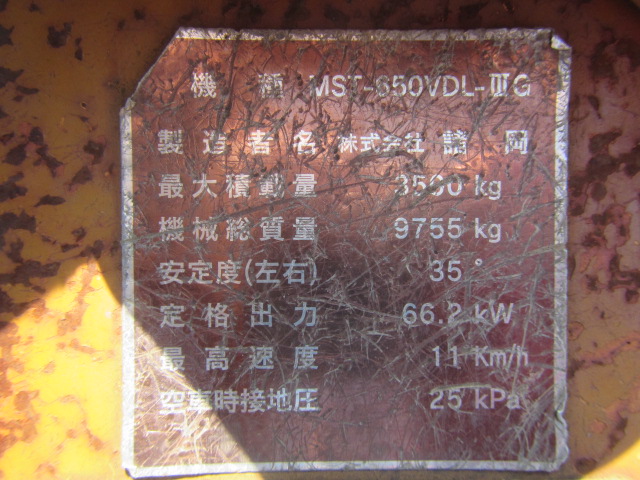 機 種 MST-650VDL-ⅢG
製造者名 株式会社 諸岡
最大積載量 3500 kg
機械総質量 9755 kg
安定度(左右) 35°
定格出力 66.2 kW
最高速度 11 Km/h
空車時接地圧 25 kPa